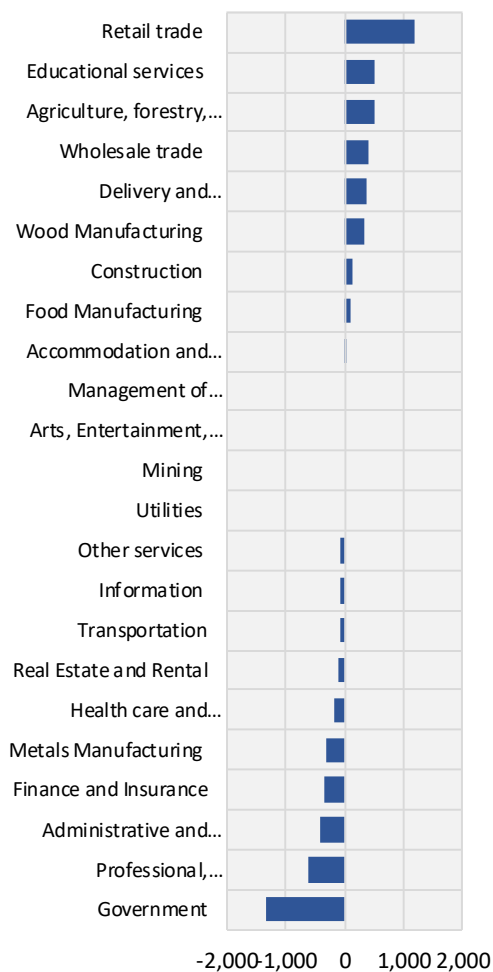 Retail trade
Educational services
Agriculture, forestry,...
Wholesale trade
Delivery and...
Wood Manufacturing
Construction
Food Manufacturing
Accommodation and...
Management of...
Arts, Entertainment,...
Mining
Utilities
Other services
Information
Transportation
Real Estate and Rental
Health care and...
Metals Manufacturing
Finance and Insurance
Administrative and...
Professional,...
Government
-2,000 -1,000 0 1,000 2,000